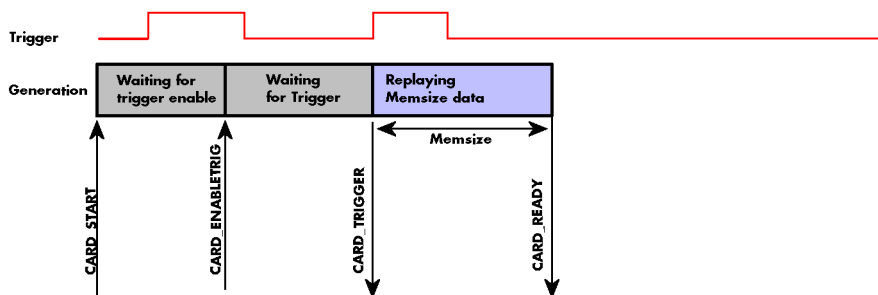 Trigger
Generation
Waiting for
trigger enable
Waiting
for Trigger
Replaying
Memsize data
Memsize
CARD_START
CARD_ENABLETRIG
CARD_TRIGGER
CARD_READY